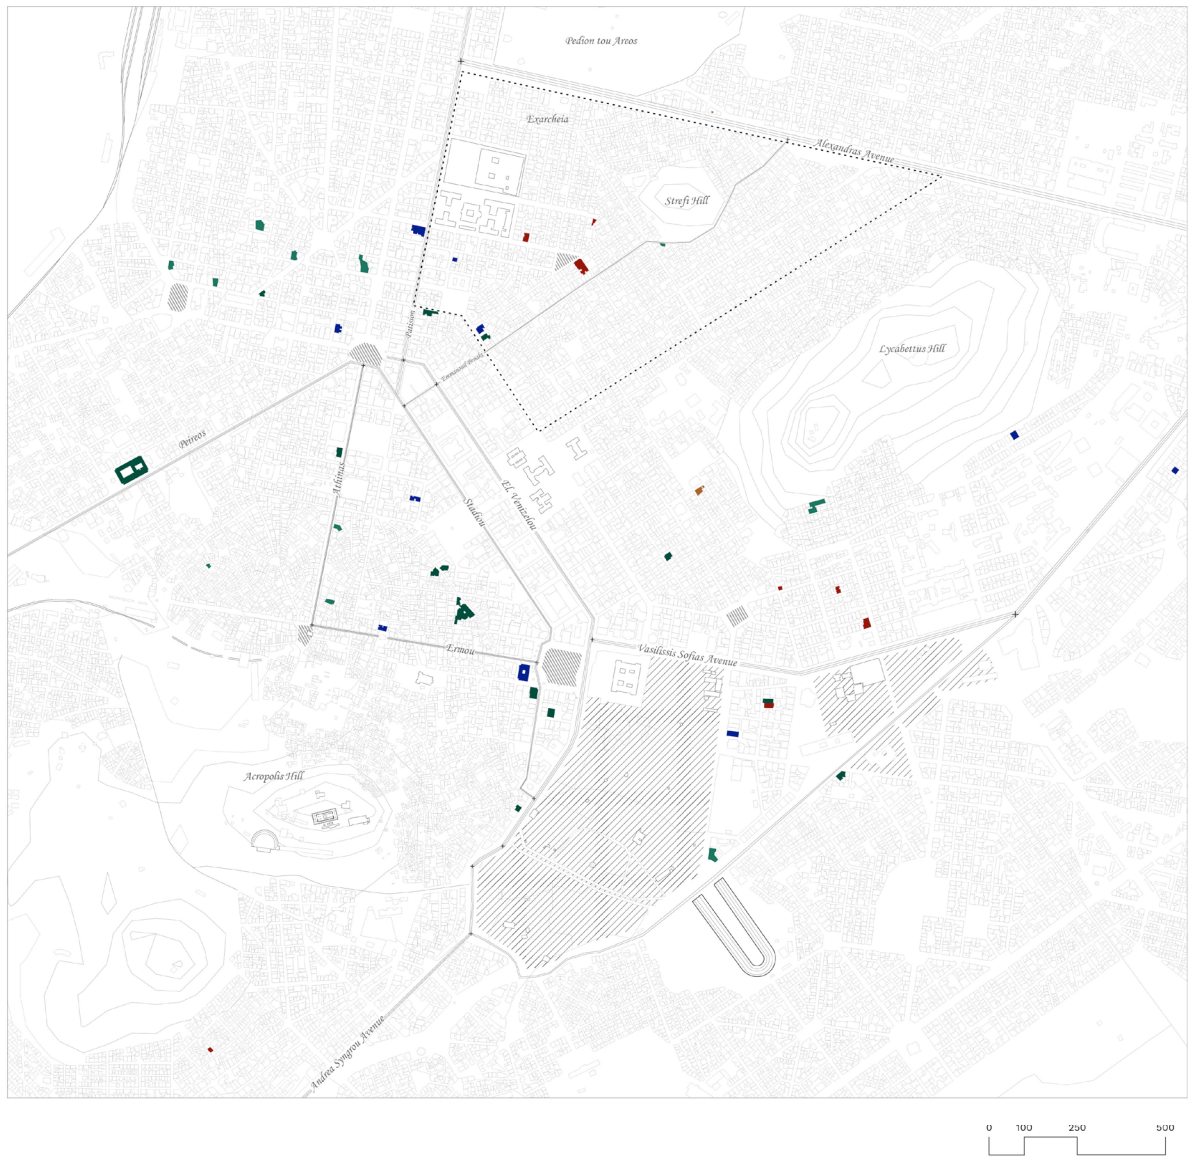 Pedion tou Areos
Exarcheia
Alexandras Avenue
Strefi Hill
Patision
Lycabettus Hill
Emmanouil Benaki
Peireos
Athinas
Stadiou
El. Venizelou
Ermou
Vasilissis Sofias Avenue
Acropolis Hill
Andrea Syngrou Avenue
0 100 250 500